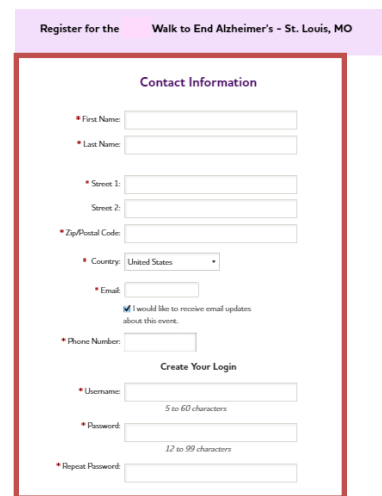 Register for the Walk to End Alzheimer's - St. Louis, MO
Contact Information
* First Name:
* Last Name:
* Street 1:
Street 2:
* Zip/Postal Code:
* Country: United States
* Email:
I would like to receive email updates
about this event.
* Phone Number:
Create Your Login
* Username:
5 to 60 characters
* Password:
12 to 99 characters
* Repeat Password: